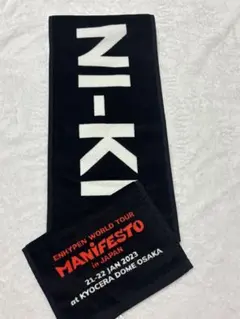 NI-KI
ENHYPEN WORLD TOUR
MANiFESTO
in JAPAN
21-22 JAN 2023
at KYOCERA DOME OSAKA